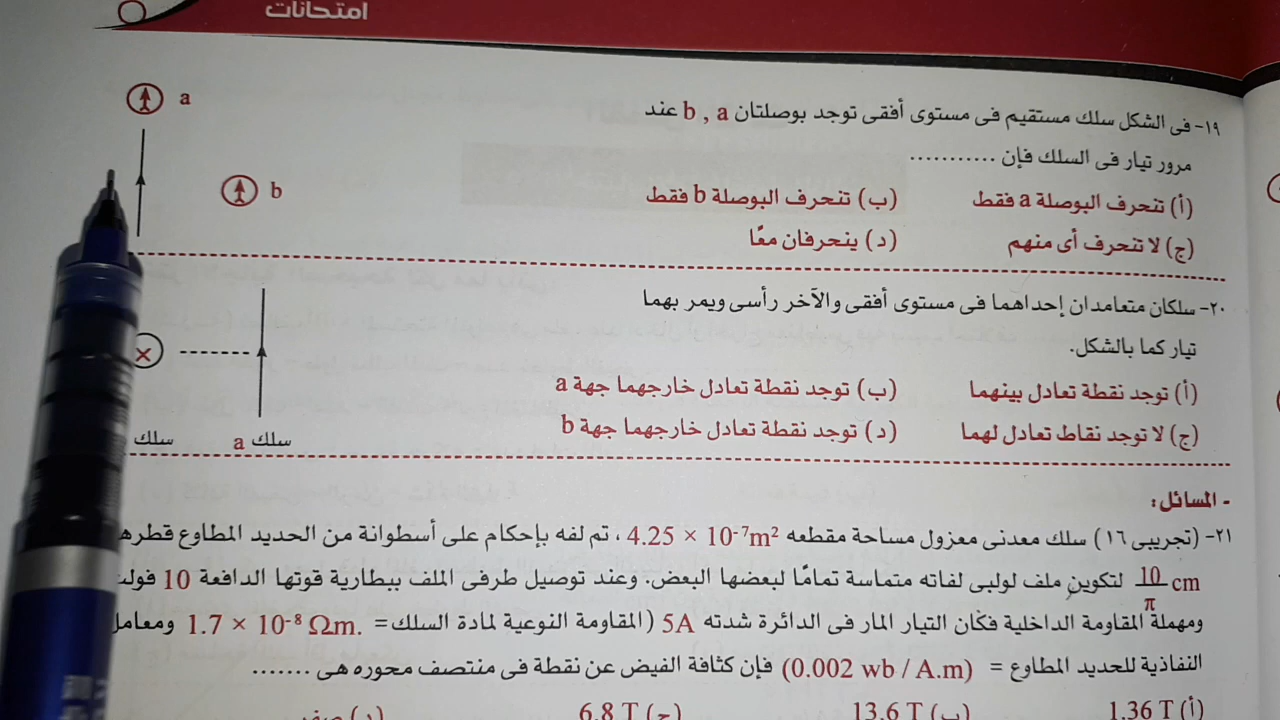 امتحانات
١٩- فى الشكل سلك مستقيم فى مستوى أفقى توجد بوصلتان b , a عند
مرور تيار فى السلك فإن ...........
(أ) تنحرف البوصلة a فقط (ب) تنحرف البوصلة b فقط
(ج) لا تنحرف أى منهم (د) ينحرفان معًا
a
b
٢٠- سلكان متعامدان إحداهما فى مستوى أفقى والآخر رأسى ويمر بهما
تيار كما بالشكل.
(أ) توجد نقطة تعادل بينهما (ب) توجد نقطة تعادل خارجهما جهة a
(ج) لا توجد نقاط تعادل لهما (د) توجد نقطة تعادل خارجهما جهة b
سلك a سلك
- المسائل:
٢١- (تجريبى ١٦) سلك معدنى معزول مساحة مقطعه 4.25 × 10-7m2 ، تم لفه بإحكام على أسطوانة من الحديد المطاوع قطرها
10/π cm لتكوين ملف لولبى لفاته متماسة تمامًا لبعضها البعض. وعند توصيل طرفى الملف ببطارية قوتها الدافعة 10 فولت
ومهملة المقاومة الداخلية فكان التيار المار فى الدائرة شدته 5A (المقاومة النوعية لمادة السلك= 1.7 × 10-8 Ωm. ومعامل
النفاذية للحديد المطاوع = (0.002 wb / A.m) فإن كثافة الفيض عن نقطة فى منتصف محوره هى .......
(أ) 1.36 T (ب) 13.6 T (ج) 6.8 T (د) صفر